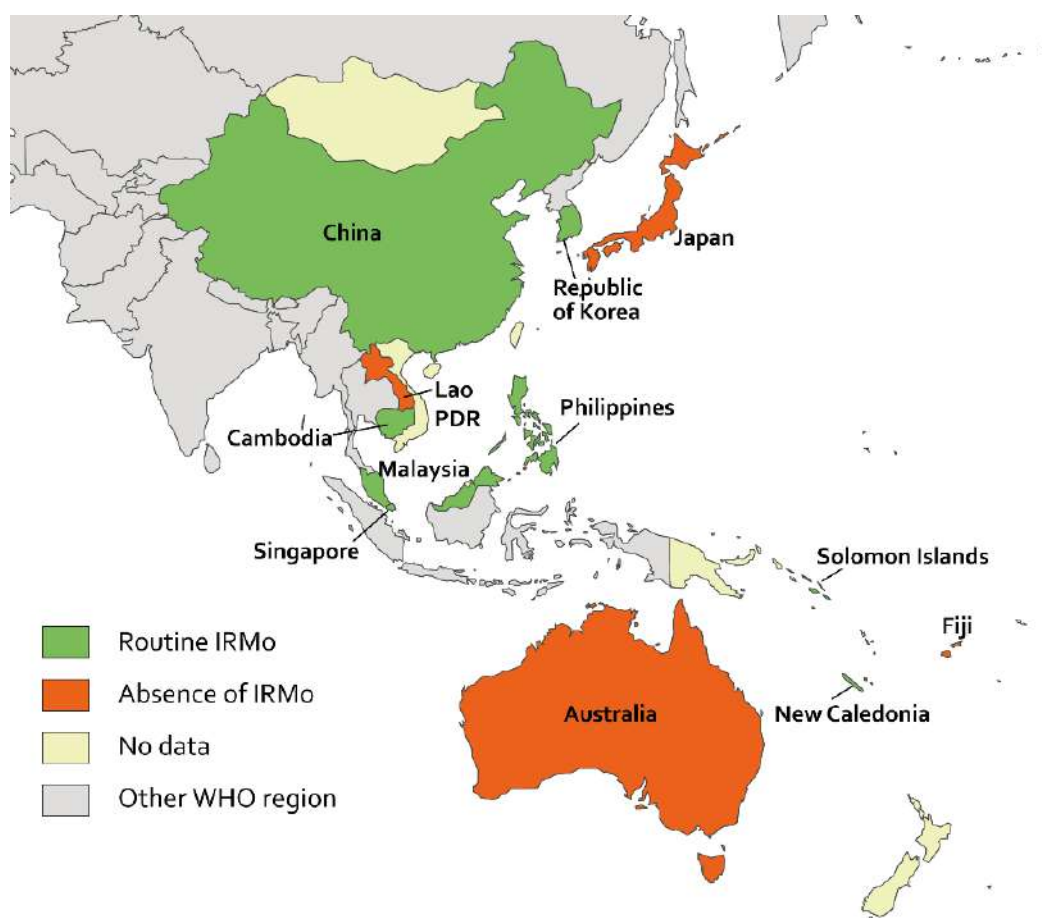 China
Japan
Republic
of Korea
Lao
PDR
Philippines
Cambodia
Malaysia
Singapore
Solomon Islands
Fiji
New Caledonia
Australia
Routine IRMo
Absence of IRMo
No data
Other WHO region